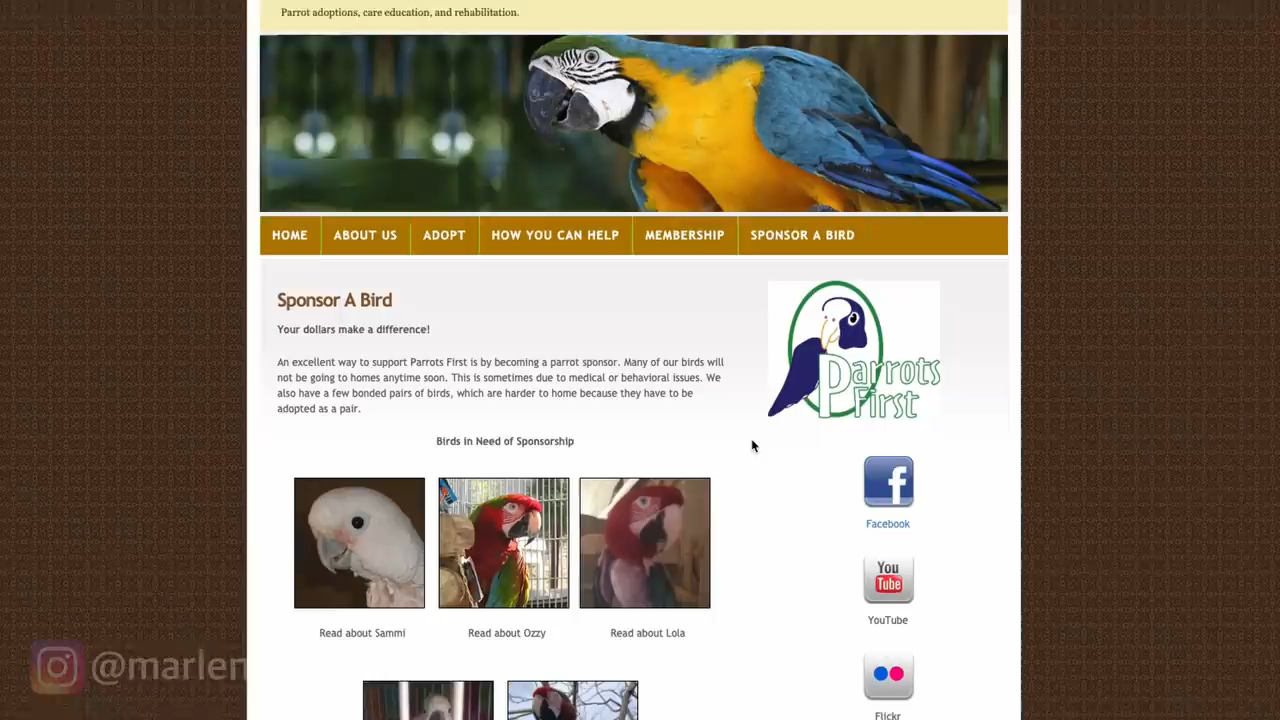 Parrot adoptions, care education, and rehabilitation.
HOME
ABOUT US
ADOPT
HOW YOU CAN HELP
MEMBERSHIP
SPONSOR A BIRD
Sponsor A Bird
Your dollars make a difference!
An excellent way to support Parrots First is by becoming a parrot sponsor. Many of our birds will
not be going to homes anytime soon. This is sometimes due to medical or behavioral issues. We
also have a few bonded pairs of birds, which are harder to home because they have to be
adopted as a pair.
Birds in Need of Sponsorship
Read about Sammi
Read about Ozzy
Read about Lola
Parrots
First
f
Facebook
You
Tube
YouTube
Flickr
@marlen